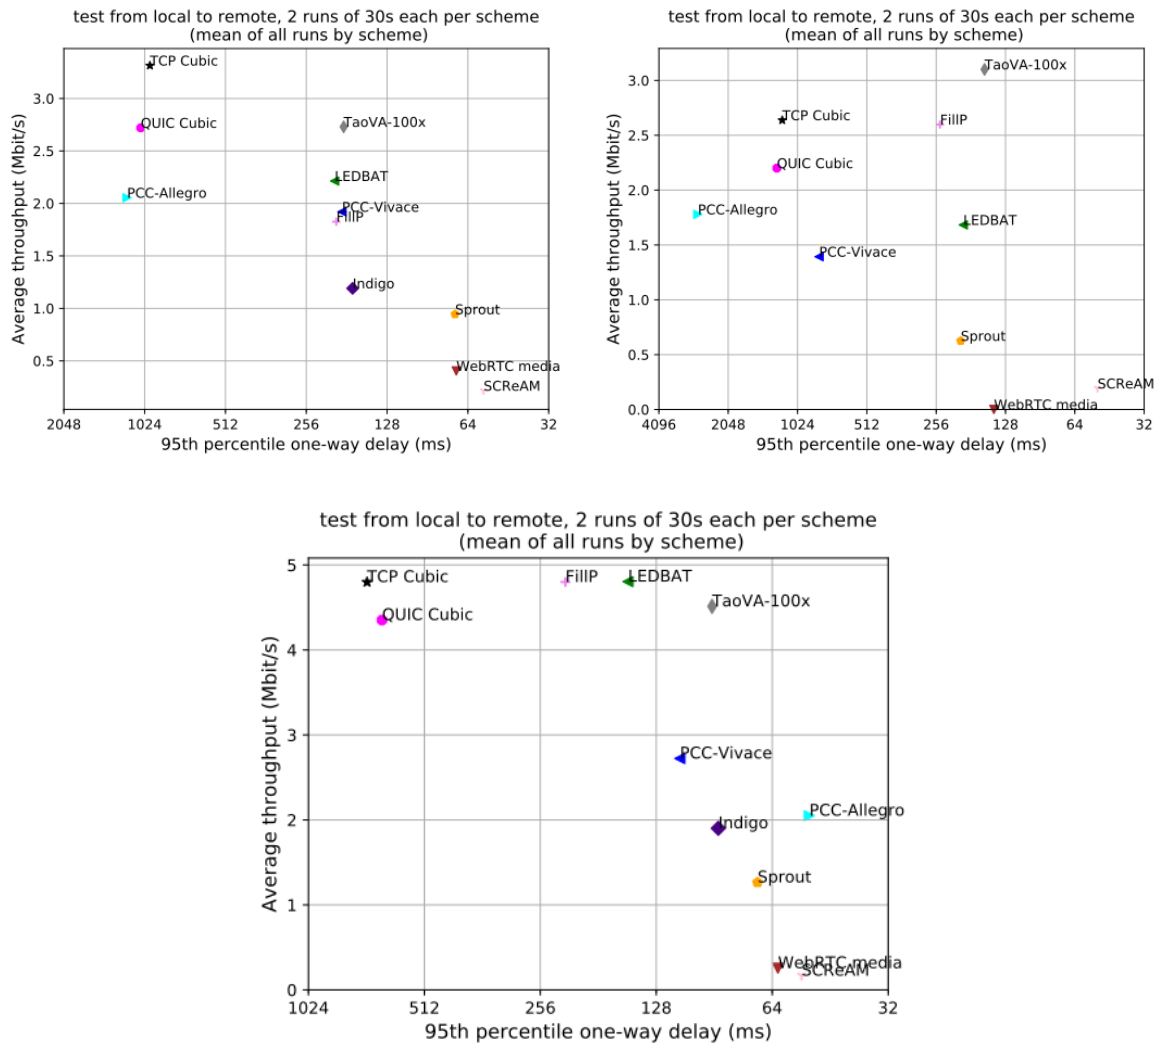 test from local to remote, 2 runs of 30s each per scheme
(mean of all runs by scheme)
TCP Cubic
QUIC Cubic
TaoVA-100x
LEDBAT
PCC-Allegro
PCC-Vivace
FillP
Indigo
Sprout
WebRTC media
SCReAM
3.0
2.5
2.0
1.5
1.0
0.5
Average throughput (Mbit/s)
2048 1024 512 256 128 64 32
95th percentile one-way delay (ms)
test from local to remote, 2 runs of 30s each per scheme
(mean of all runs by scheme)
TaoVA-100x
TCP Cubic
FillP
QUIC Cubic
PCC-Allegro
LEDBAT
PCC-Vivace
Sprout
SCReAM
WebRTC media
3.0
2.5
2.0
1.5
1.0
0.5
0.0
Average throughput (Mbit/s)
4096 2048 1024 512 256 128 64 32
95th percentile one-way delay (ms)
test from local to remote, 2 runs of 30s each per scheme
(mean of all runs by scheme)
TCP Cubic
FillP
LEDBAT
QUIC Cubic
TaoVA-100x
PCC-Vivace
PCC-Allegro
Indigo
Sprout
WebRTC media
SCReAM
5
4
3
2
1
0
Average throughput (Mbit/s)
1024 512 256 128 64 32
95th percentile one-way delay (ms)